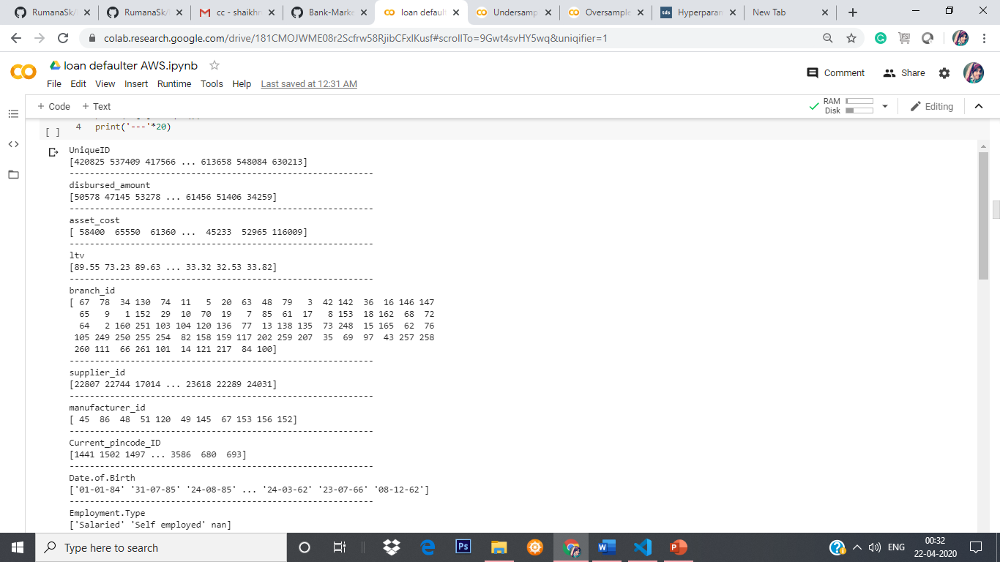 RumanaSk/
RumanaSk/
cc - shaikhr
Bank-Marke
loan default
Undersamp
Oversample
tds
Hyperparan
New Tab
colab.research.google.com/drive/181CMOJWME08r2Scfrw58RjibCFxIKusf#scrollTo=9Gwt4svHY5wq&uniqifier=1
loan defaulter AWS.ipynb
Comment
Share
File Edit View Insert Runtime Tools Help Last saved at 12:31 AM
+ Code + Text
RAM
Disk
Editing
[ ]
4 print('---'*20)
UniqueID
[420825 537409 417566 ... 613658 548084 630213]
------------------------------------------------------------
disbursed_amount
[50578 47145 53278 ... 61456 51406 34259]
------------------------------------------------------------
asset_cost
[ 58400 65550 61360 ... 45233 52965 116009]
------------------------------------------------------------
ltv
[89.55 73.23 89.63 ... 33.32 32.53 33.82]
------------------------------------------------------------
branch_id
[ 67 78 34 130 74 11 5 20 63 48 79 3 42 142 36 16 146 147
65 9 1 152 29 10 70 19 7 85 61 17 8 153 18 162 68 72
64 2 160 251 103 104 120 136 77 13 138 135 73 248 15 165 62 76
105 249 250 255 254 82 158 159 117 202 259 207 35 69 97 43 257 258
260 111 66 261 101 14 121 217 84 100]
------------------------------------------------------------
supplier_id
[22807 22744 17014 ... 23618 22289 24031]
------------------------------------------------------------
manufacturer_id
[ 45 86 48 51 120 49 145 67 153 156 152]
------------------------------------------------------------
Current_pincode_ID
[1441 1502 1497 ... 3586 680 693]
------------------------------------------------------------
Date.of.Birth
['01-01-84' '31-07-85' '24-08-85' ... '24-03-62' '23-07-66' '08-12-62']
------------------------------------------------------------
Employment.Type
['Salaried' 'Self employed' nan]
Type here to search
Ps
ENG
00:32
22-04-2020